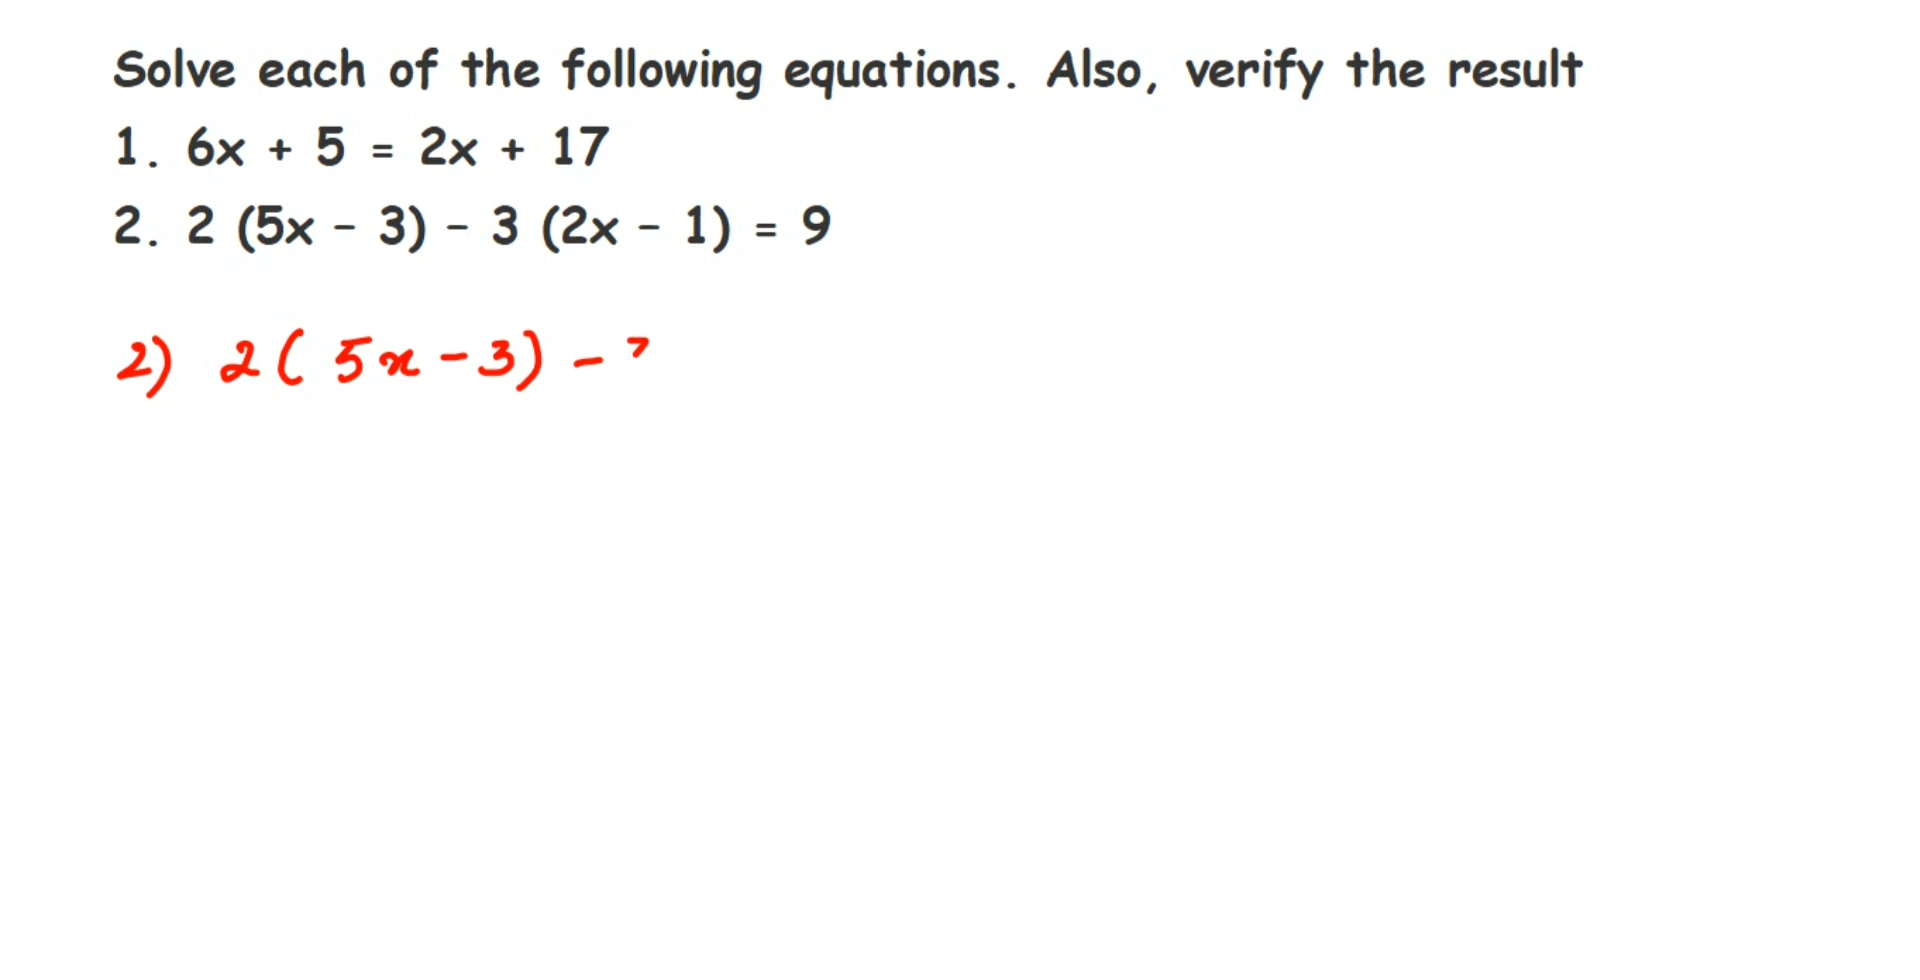 Solve each of the following equations. Also, verify the result
1. 6x + 5 = 2x + 17
2. 2 (5x - 3) - 3 (2x - 1) = 9
2) 2( 5x - 3) -